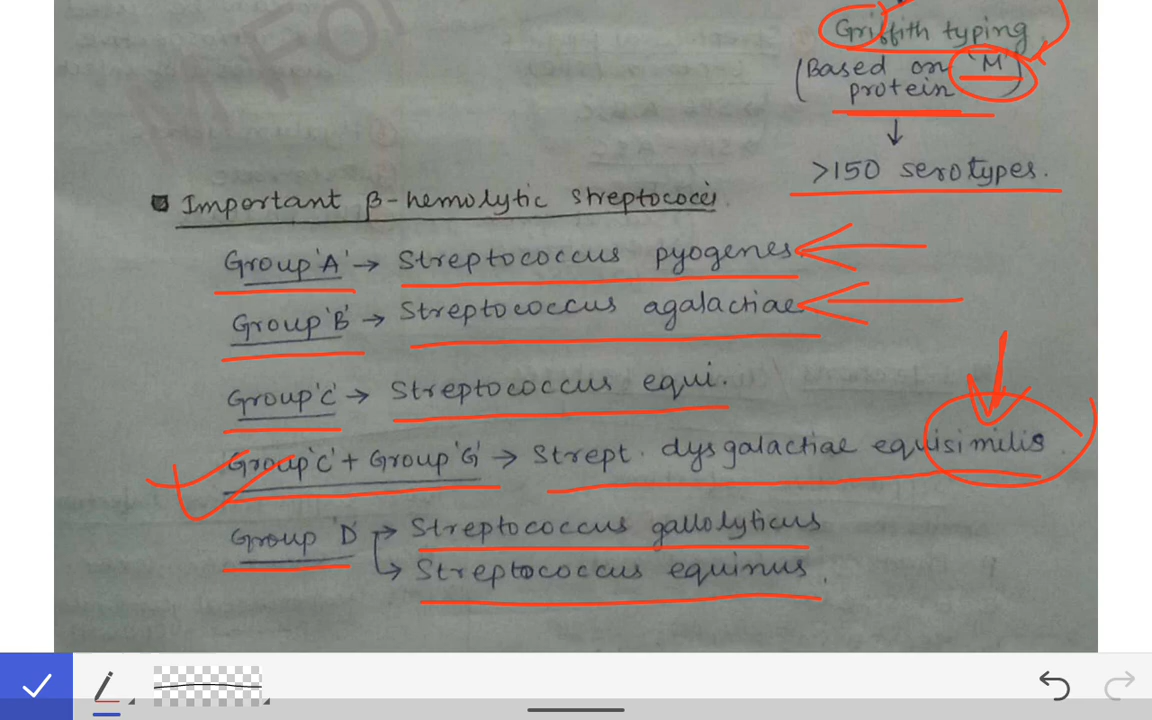 Griffith typing
(Based on 'M'
protein)
↓
>150 serotypes.
Important β-hemolytic streptococci
Group 'A' → Streptococcus pyogenes
Group 'B' → Streptococcus agalactiae
Group 'C' → Streptococcus equi.
Group 'C' + Group 'G' → Strept. dysgalactiae equisimilis.
Group 'D' → Streptococcus gallolyticus
→ Streptococcus equinus.